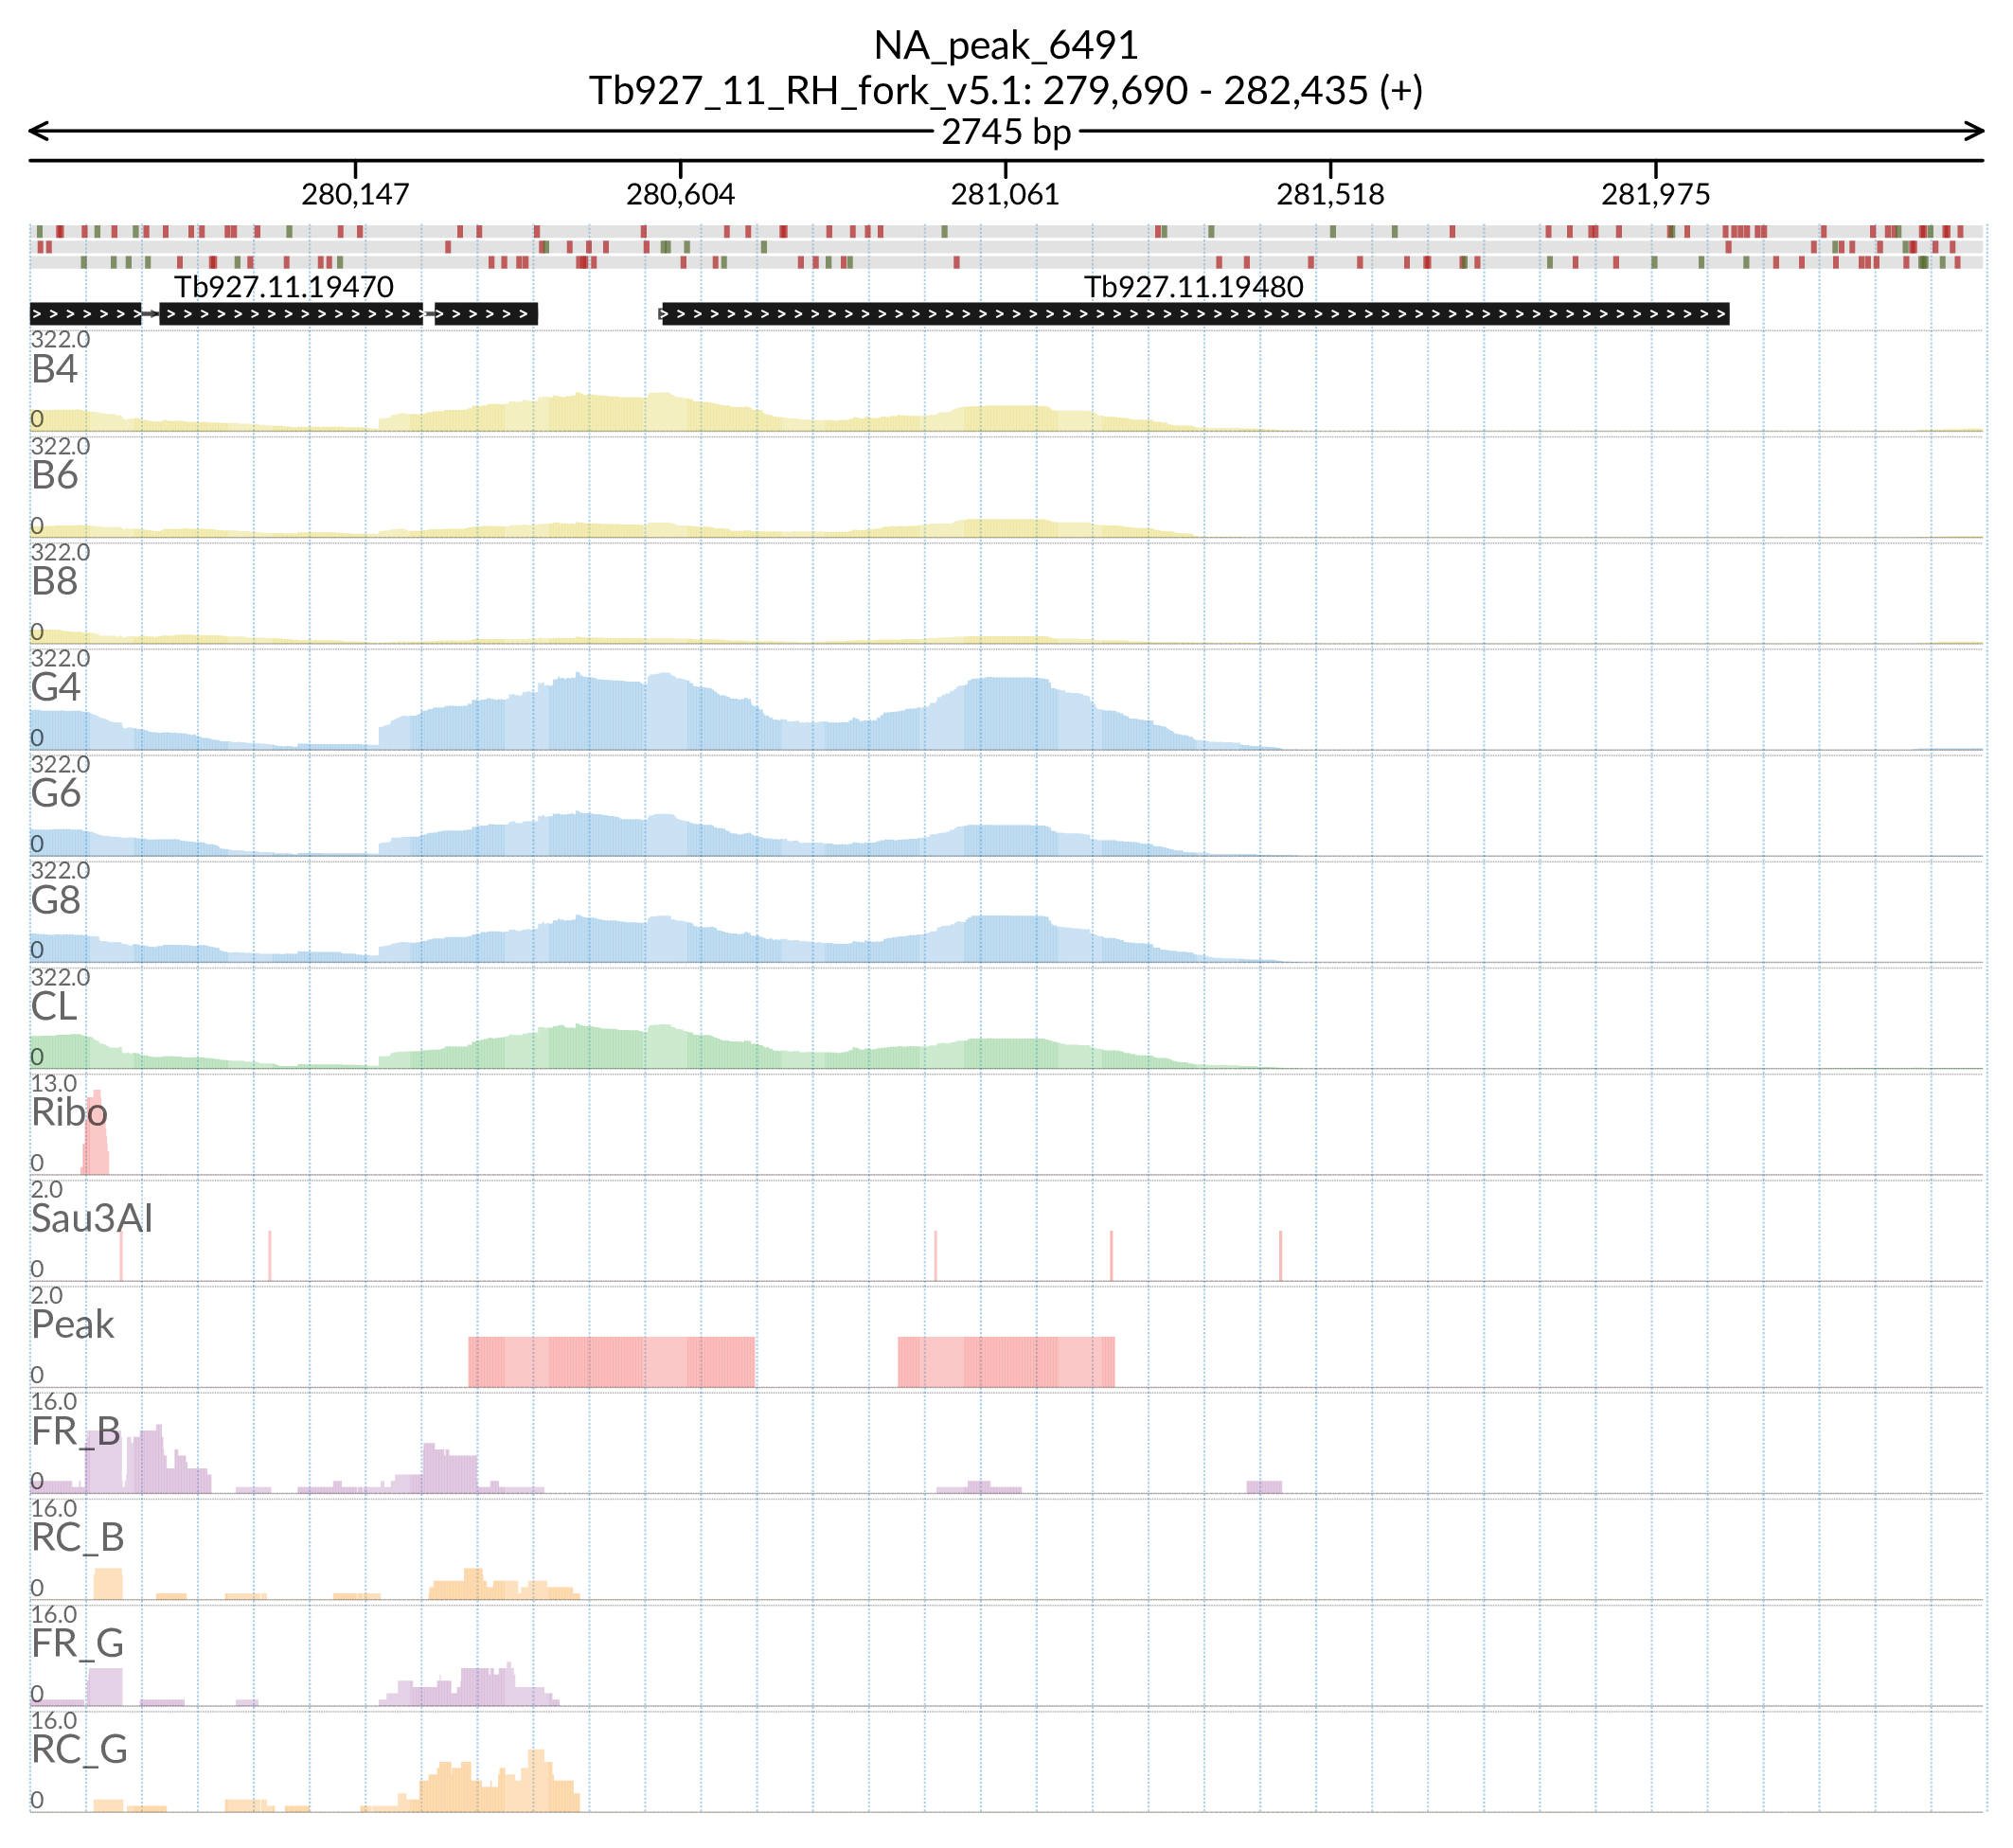 NA_peak_6491
Tb927_11_RH_fork_v5.1: 279,690 - 282,435 (+)
2745 bp
280,147 280,604 281,061 281,518 281,975
Tb927.11.19470 Tb927.11.19480
322.0
B4
0
322.0
B6
0
322.0
B8
0
322.0
G4
0
322.0
G6
0
322.0
G8
0
322.0
CL
0
13.0
Ribo
0
2.0
Sau3AI
0
2.0
Peak
0
16.0
FR_B
0
16.0
RC_B
0
16.0
FR_G
0
16.0
RC_G
0